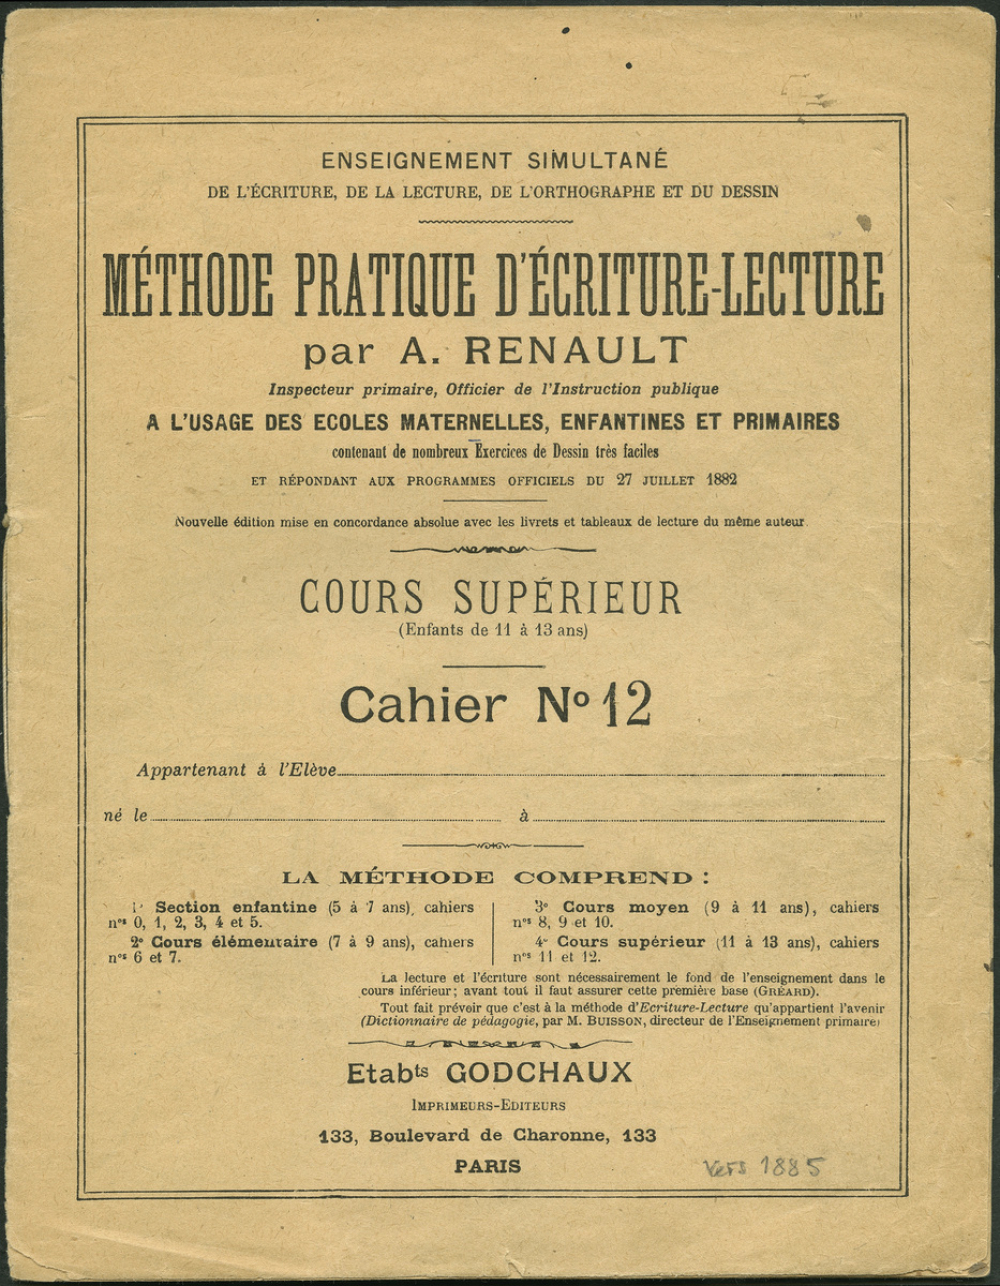 ENSEIGNEMENT SIMULTANÉ
DE L'ÉCRITURE, DE LA LECTURE, DE L'ORTHOGRAPHE ET DU DESSIN
MÉTHODE PRATIQUE D'ÉCRITURE-LECTURE
par A. RENAULT
Inspecteur primaire, Officier de l'Instruction publique
A L'USAGE DES ECOLES MATERNELLES, ENFANTINES ET PRIMAIRES
contenant de nombreux Exercices de Dessin très faciles
ET RÉPONDANT AUX PROGRAMMES OFFICIELS DU 27 JUILLET 1882
Nouvelle édition mise en concordance absolue avec les livrets et tableaux de lecture du même auteur.
COURS SUPÉRIEUR
(Enfants de 11 à 13 ans)
Cahier Nº 12
Appartenant à l'Elève
né le à
LA MÉTHODE COMPREND :
1º Section enfantine (5 à 7 ans), cahiers
nºs 0, 1, 2, 3, 4 et 5.
2º Cours élémentaire (7 à 9 ans), cahiers
nºs 6 et 7.
3º Cours moyen (9 à 11 ans), cahiers
nºs 8, 9 et 10.
4º Cours supérieur (11 à 13 ans), cahiers
nºs 11 et 12.
La lecture et l'écriture sont nécessairement le fond de l'enseignement dans le
cours inférieur ; avant tout il faut assurer cette première base (GRÉARD).
Tout fait prévoir que c'est à la méthode d'Ecriture-Lecture qu'appartient l'avenir
(Dictionnaire de pédagogie, par M. BUISSON, directeur de l'Enseignement primaire)
Etabts GODCHAUX
IMPRIMEURS-EDITEURS
133, Boulevard de Charonne, 133
PARIS
Vers 1885